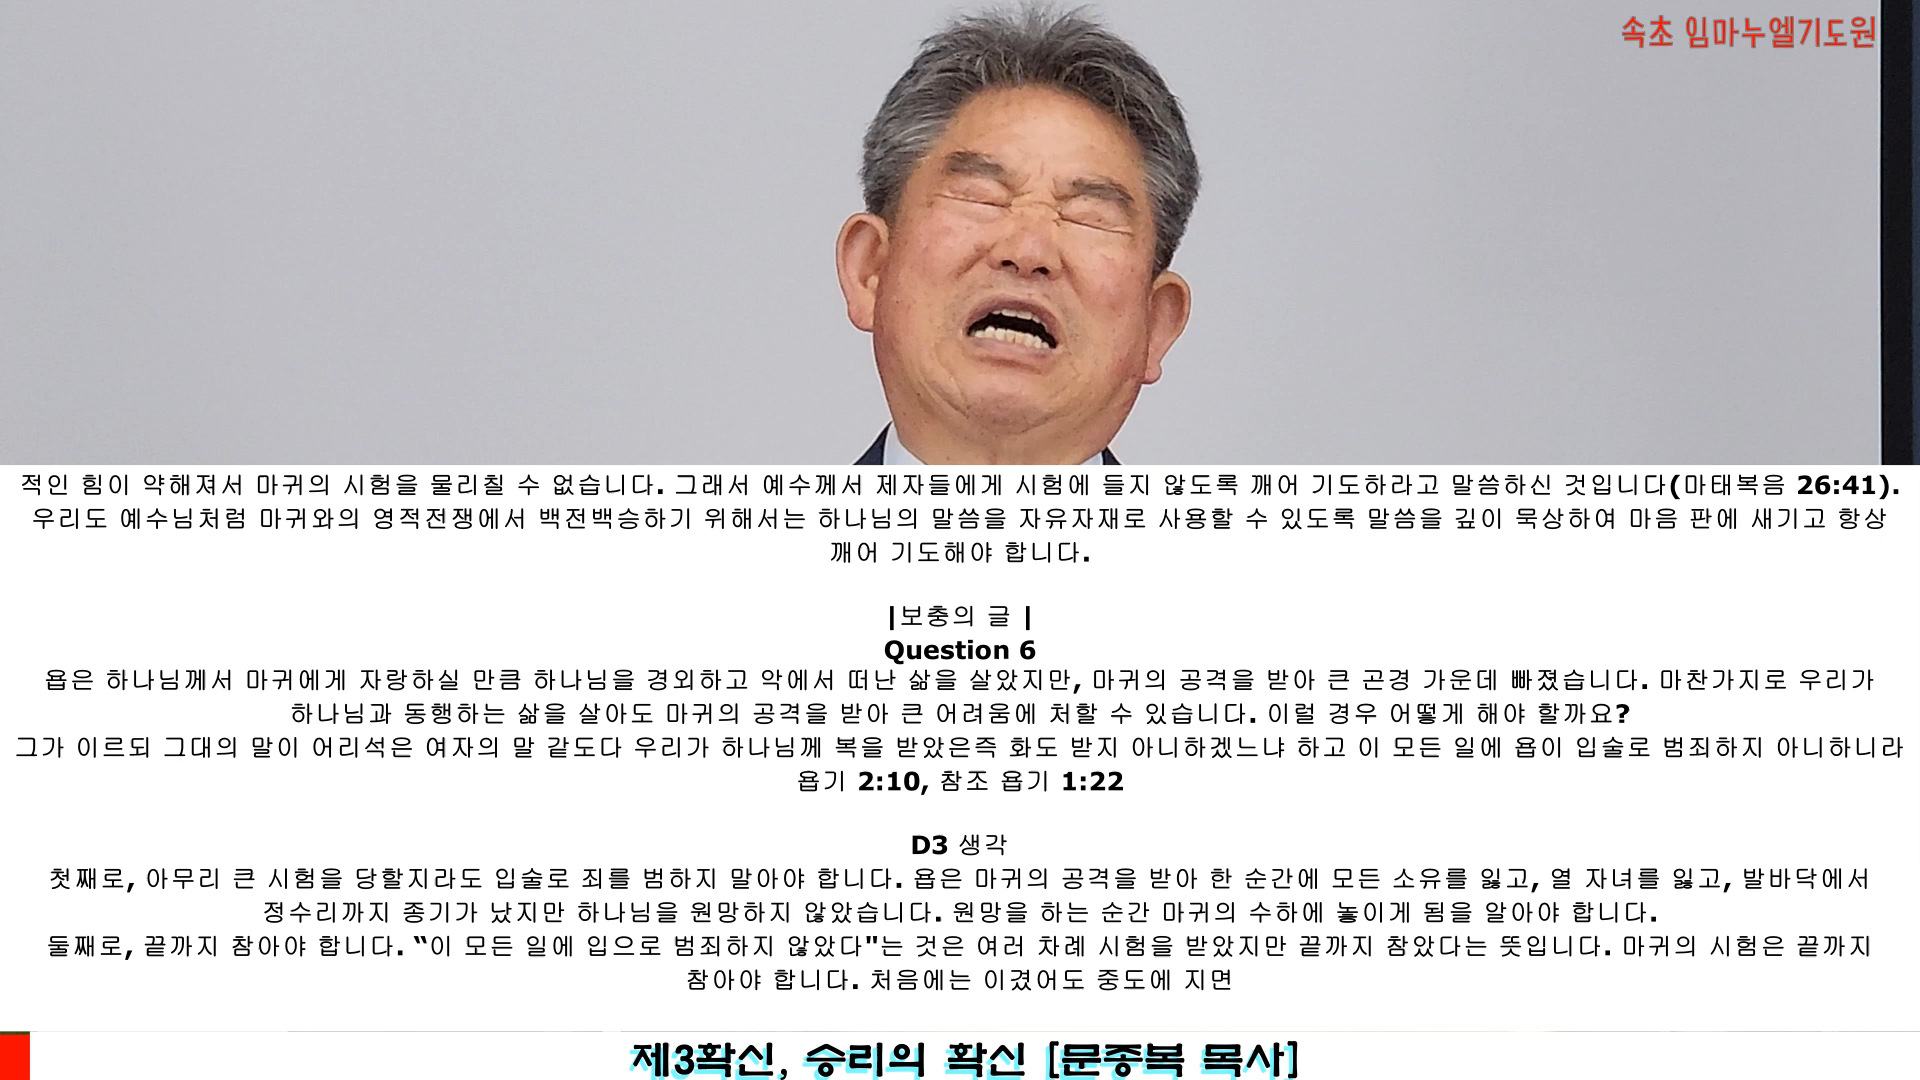 속초 임마누엘기도원
적인 힘이 약해져서 마귀의 시험을 물리칠 수 없습니다. 그래서 예수께서 제자들에게 시험에 들지 않도록 깨어 기도하라고 말씀하신 것입니다(마태복음 26:41).
우리도 예수님처럼 마귀와의 영적전쟁에서 백전백승하기 위해서는 하나님의 말씀을 자유자재로 사용할 수 있도록 말씀을 깊이 묵상하여 마음 판에 새기고 항상
깨어 기도해야 합니다.
|보충의 글 |
Question 6
욥은 하나님께서 마귀에게 자랑하실 만큼 하나님을 경외하고 악에서 떠난 삶을 살았지만, 마귀의 공격을 받아 큰 곤경 가운데 빠졌습니다. 마찬가지로 우리가
하나님과 동행하는 삶을 살아도 마귀의 공격을 받아 큰 어려움에 처할 수 있습니다. 이럴 경우 어떻게 해야 할까요?
그가 이르되 그대의 말이 어리석은 여자의 말 같도다 우리가 하나님께 복을 받았은즉 화도 받지 아니하겠느냐 하고 이 모든 일에 욥이 입술로 범죄하지 아니하니라
욥기 2:10, 참조 욥기 1:22
D3 생각
첫째로, 아무리 큰 시험을 당할지라도 입술로 죄를 범하지 말아야 합니다. 욥은 마귀의 공격을 받아 한 순간에 모든 소유를 잃고, 열 자녀를 잃고, 발바닥에서
정수리까지 종기가 났지만 하나님을 원망하지 않았습니다. 원망을 하는 순간 마귀의 수하에 놓이게 됨을 알아야 합니다.
둘째로, 끝까지 참아야 합니다. “이 모든 일에 입으로 범죄하지 않았다"는 것은 여러 차례 시험을 받았지만 끝까지 참았다는 뜻입니다. 마귀의 시험은 끝까지
참아야 합니다. 처음에는 이겼어도 중도에 지면
제3확신, 승리의 확신 [문종복 목사]